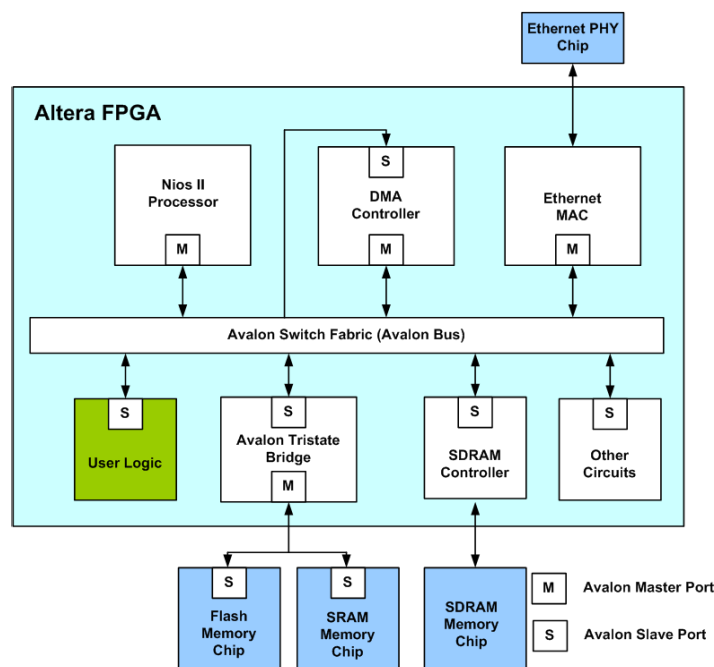 Ethernet PHY
Chip
Altera FPGA
Nios II
Processor
M
S
DMA
Controller
M
Ethernet
MAC
M
Avalon Switch Fabric (Avalon Bus)
S
User Logic
S
Avalon Tristate
Bridge
M
S
SDRAM
Controller
S
Other
Circuits
S
Flash
Memory
Chip
S
SRAM
Memory
Chip
SDRAM
Memory
Chip
M
Avalon Master Port
S
Avalon Slave Port